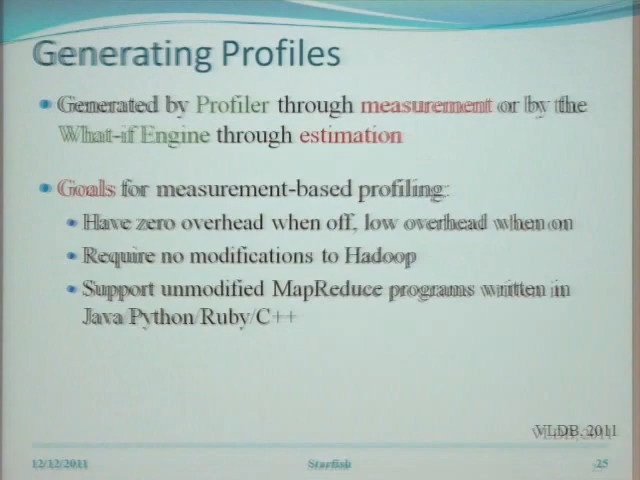 Generating Profiles
Generated by Profiler through measurement or by the
What-if Engine through estimation
Goals for measurement-based profiling:
Have zero overhead when off, low overhead when on
Require no modifications to Hadoop
Support unmodified MapReduce programs written in
Java/Python/Ruby/C++
VLDB, 2011
12/12/2011 Starfish 25